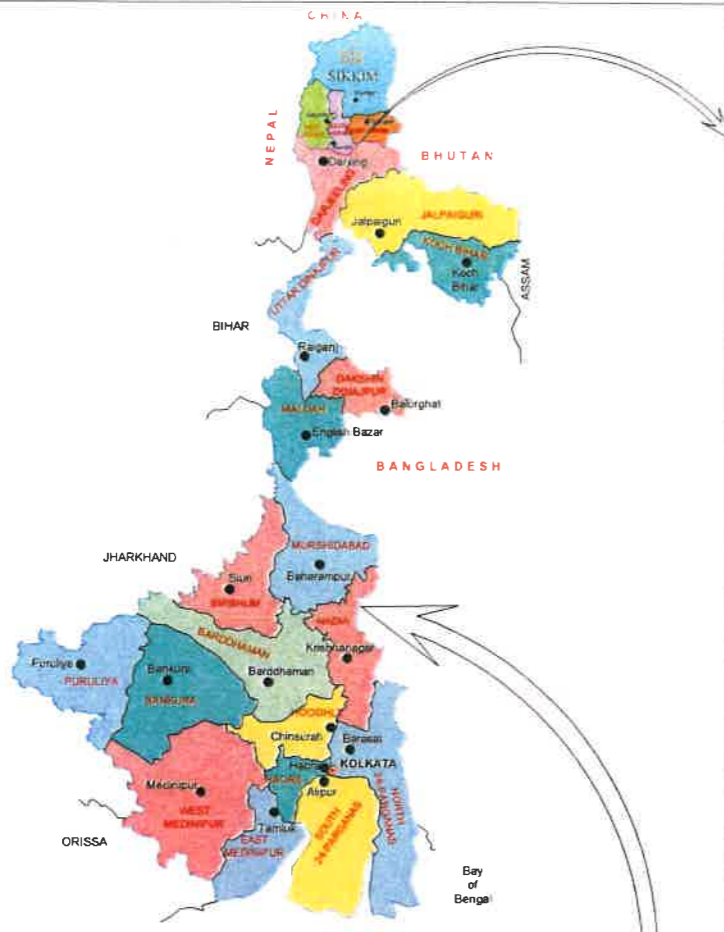 CHINA
SIKKIM
NEPAL
BHUTAN
Darjiling
DARJEELING
JALPAIGURI
Jalpaiguri
KOCH BIHAR
Koch
Bihar
ASSAM
UTTAR DINAJPUR
BIHAR
Raiganj
DAKSHIN
DINAJPUR
Balurghat
MALDAH
English Bazar
BANGLADESH
MURSHIDABAD
JHARKHAND
Baharampur
Siuri
BIRBHUM
NADIA
BARDDHAMAN
Krishnanagar
Puruliya
PURULIYA
Bankura
BANKURA
Barddhaman
HOOGHLY
Chinsurah
Barasat
KOLKATA
Alipur
Medinipur
WEST
MEDINIPUR
Tamluk
EAST
MEDINIPUR
SOUTH
24 PARGANAS
NORTH
24 PARGANAS
ORISSA
Bay
of
Bengal